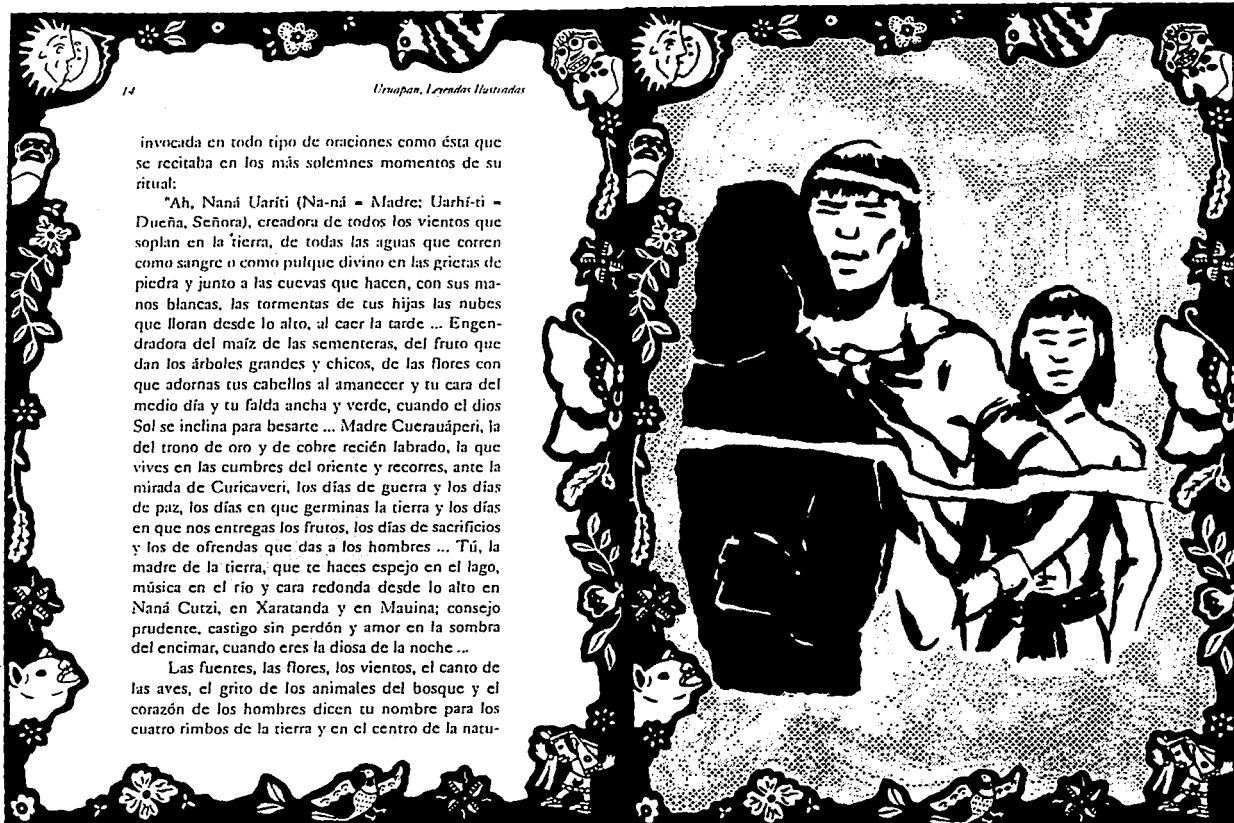 14
Uruapan, Leyendas Ilustradas
invocada en todo tipo de oraciones como ésta que
se recitaba en los más solemnes momentos de su
ritual:
"Ah, Naná Uaríti (Na-ná = Madre; Uarhí-ti =
Dueña, Señora), creadora de todos los vientos que
soplan en la tierra, de todas las aguas que corren
como sangre o como pulque divino en las grietas de
piedra y junto a las cuevas que hacen, con sus ma-
nos blancas, las tormentas de tus hijas las nubes
que lloran desde lo alto, al caer la tarde ... Engen-
dradora del maíz de las sementeras, del fruto que
dan los árboles grandes y chicos, de las flores con
que adornas tus cabellos al amanecer y tu cara del
medio día y tu falda ancha y verde, cuando el dios
Sol se inclina para besarte ... Madre Cuerauáperi, la
del trono de oro y de cobre recién labrado, la que
vives en las cumbres del oriente y recorres, ante la
mirada de Curicaveri, los días de guerra y los días
de paz, los días en que germinas la tierra y los días
en que nos entregas los frutos, los días de sacrificios
y los de ofrendas que das a los hombres ... Tú, la
madre de la tierra, que te haces espejo en el lago,
música en el río y cara redonda desde lo alto en
Naná Cutzi, en Xaratanda y en Mauina; consejo
prudente, castigo sin perdón y amor en la sombra
del encimar, cuando eres la diosa de la noche ...
Las fuentes, las flores, los vientos, el canto de
las aves, el grito de los animales del bosque y el
corazón de los hombres dicen tu nombre para los
cuatro rimbos de la tierra y en el centro de la natu-